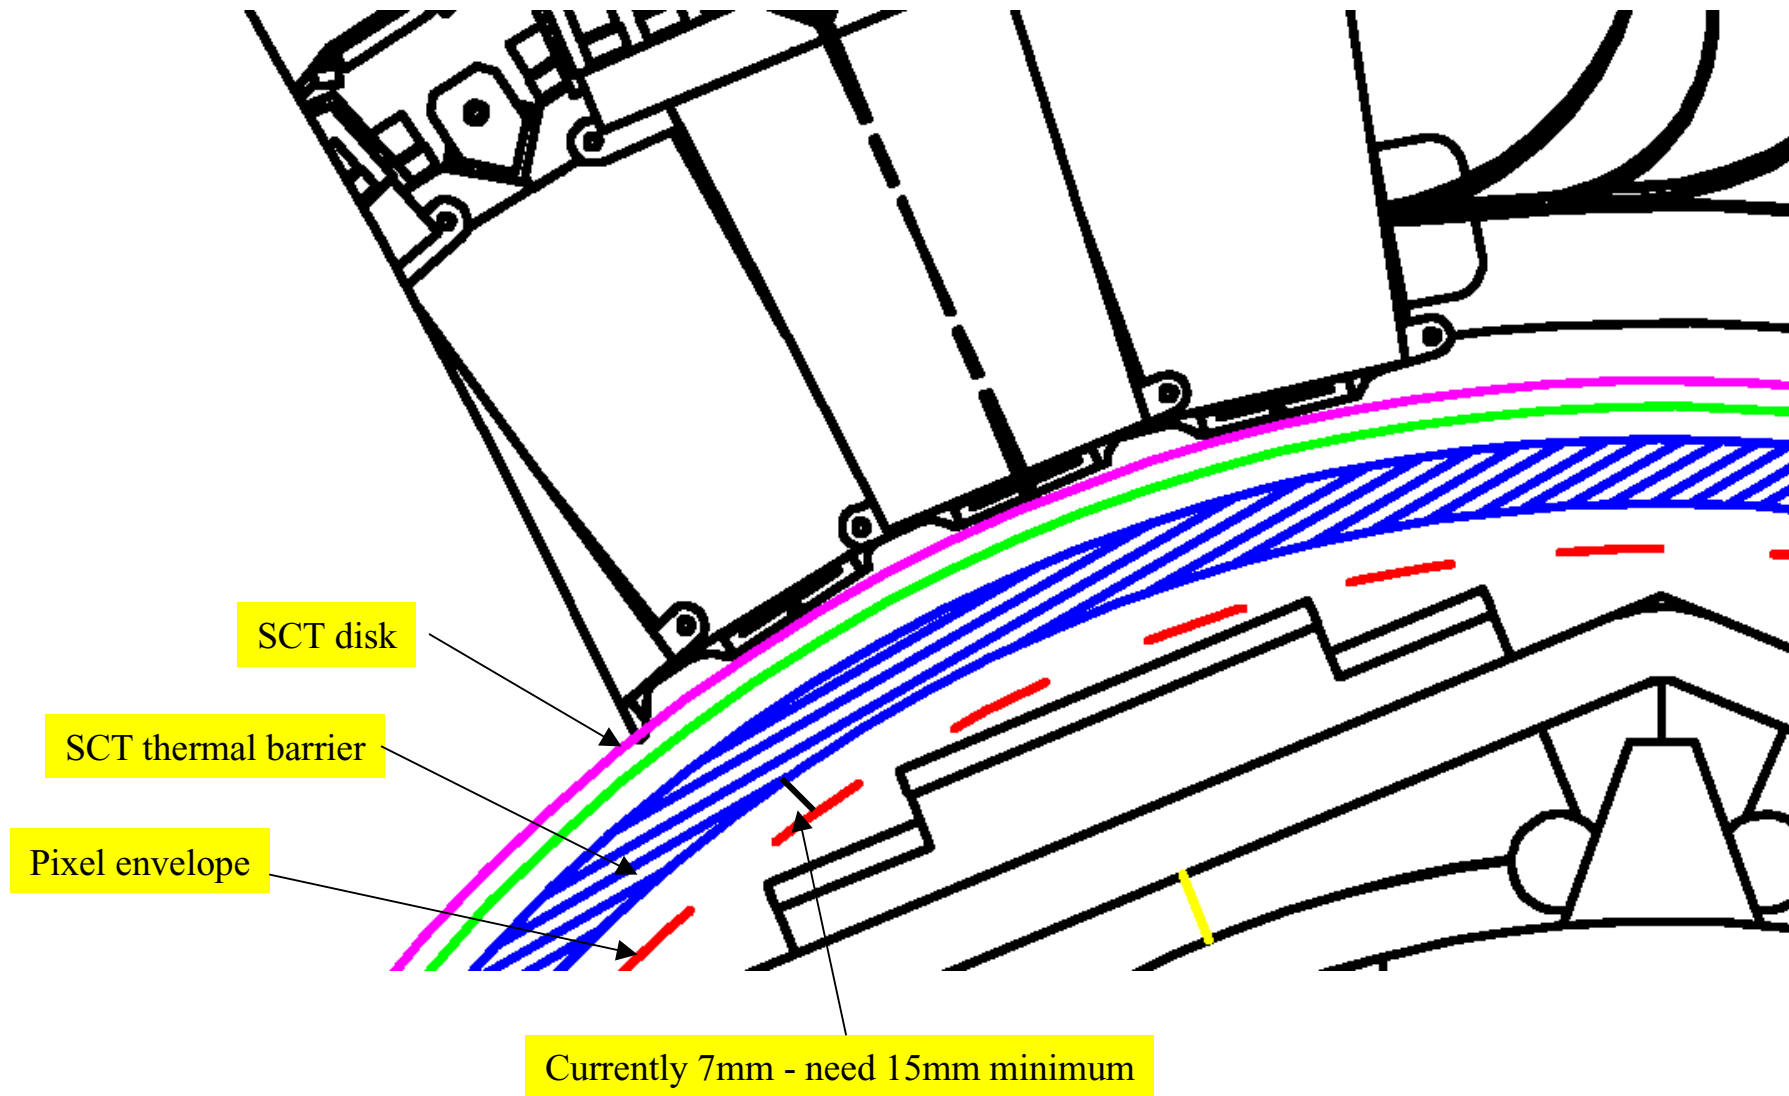 SCT disk
SCT thermal barrier
Pixel envelope
Currently 7mm - need 15mm minimum